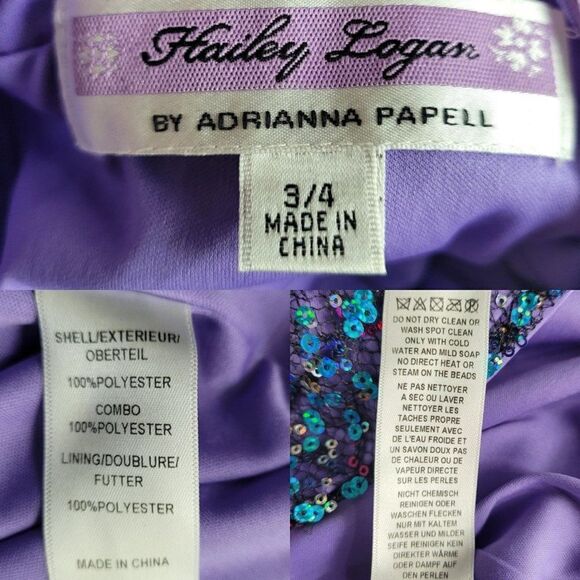 Hailey Logan
BY ADRIANNA PAPELL
3/4
MADE IN
CHINA
SHELL/EXTERIEUR/
OBERTEIL
100%POLYESTER
COMBO
100%POLYESTER
LINING/DOUBLURE/
FUTTER
100%POLYESTER
MADE IN CHINA
DO NOT DRY CLEAN OR
WASH SPOT CLEAN
ONLY WITH COLD
WATER AND MILD SOAP
NO DIRECT HEAT OR
STEAM ON THE BEADS
NE PAS NETTOYER
A SEC OU LAVER
NETTOYER LES
TACHES PROPRE
SEULEMENT AVEC
DE L'EAU FROIDE ET
UN SAVON DOUX PAS
DE CHALEUR OU DE
VAPEUR DIRECTE
SUR LES PERLES
NICHT CHEMISCH
REINIGEN ODER
WASCHEN FLECKEN
NUR MIT KALTEM
WASSER UND MILDER
SEIFE REINIGEN KEIN
DIREKTER WÄRME
ODER DAMPF AUF
DEN PERLEN